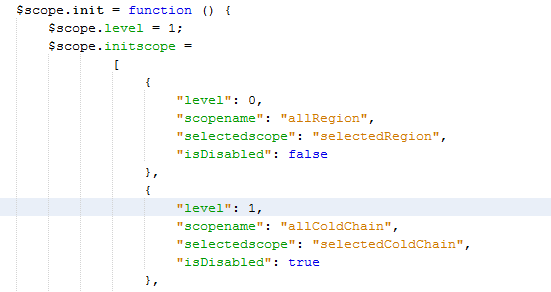 $scope.init = function () {
$scope.level = 1;
$scope.initscope =
[
{
"level": 0,
"scopename": "allRegion",
"selectedscope": "selectedRegion",
"isDisabled": false
},
{
"level": 1,
"scopename": "allColdChain",
"selectedscope": "selectedColdChain",
"isDisabled": true
},